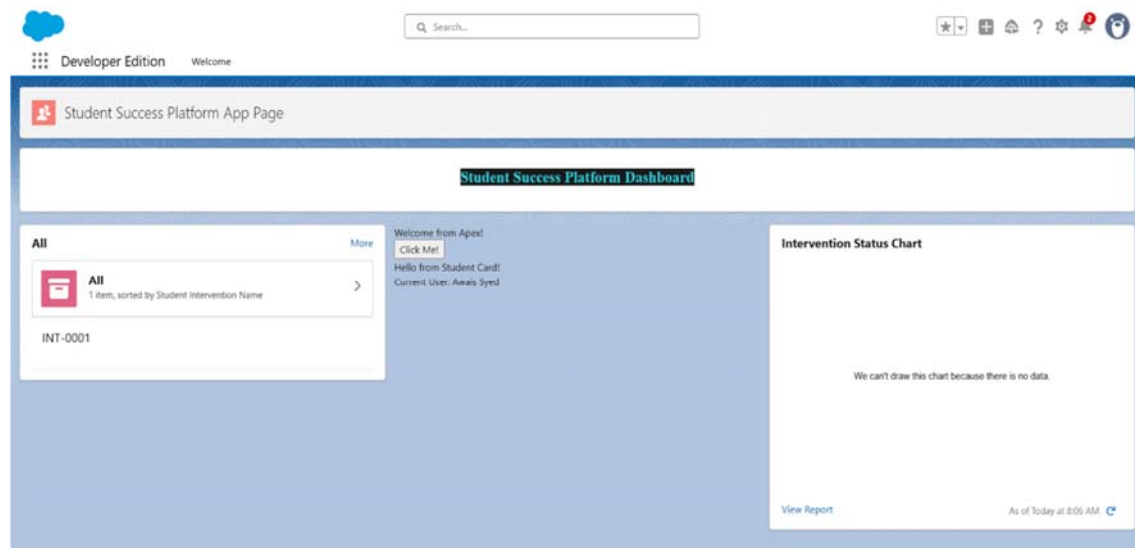 Search...
2
Developer Edition Welcome
Student Success Platform App Page
Student Success Platform Dashboard
All More
All
1 item, sorted by Student Intervention Name
INT-0001
Welcome from Apex!
Click Me!
Hello from Student Card!
Current User: Awais Syed
Intervention Status Chart
We can't draw this chart because there is no data.
View Report As of Today at 8:06 AM